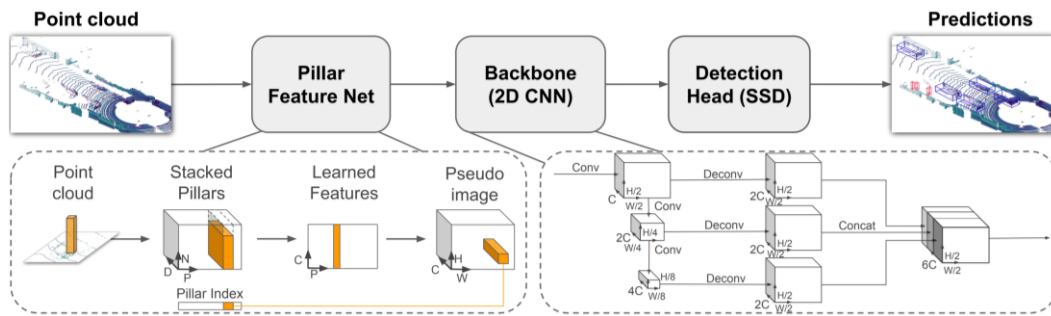 Point cloud
Predictions
Pillar
Feature Net
Backbone
(2D CNN)
Detection
Head (SSD)
Point
cloud
Stacked
Pillars
Learned
Features
Pseudo
image
D
N
P
C
P
C
H
W
Pillar Index
Conv
C
H/2
W/2
Conv
Deconv
2C
H/2
W/2
2C
H/4
W/4
Conv
Deconv
2C
H/2
W/2
4C
H/8
W/8
Deconv
2C
H/2
W/2
Concat
6C
H/2
W/2